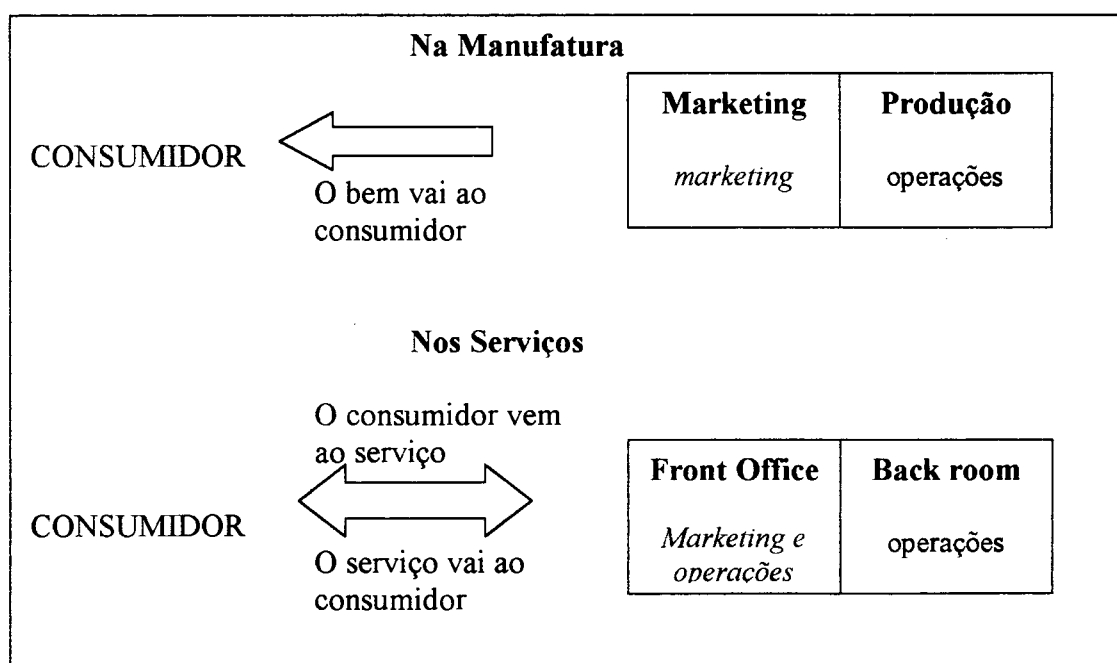 Na Manufatura
CONSUMIDOR
O bem vai ao
consumidor
Marketing
marketing
Produção
operações
Nos Serviços
O consumidor vem
ao serviço
CONSUMIDOR
O serviço vai ao
consumidor
Front Office
Marketing e
operações
Back room
operações